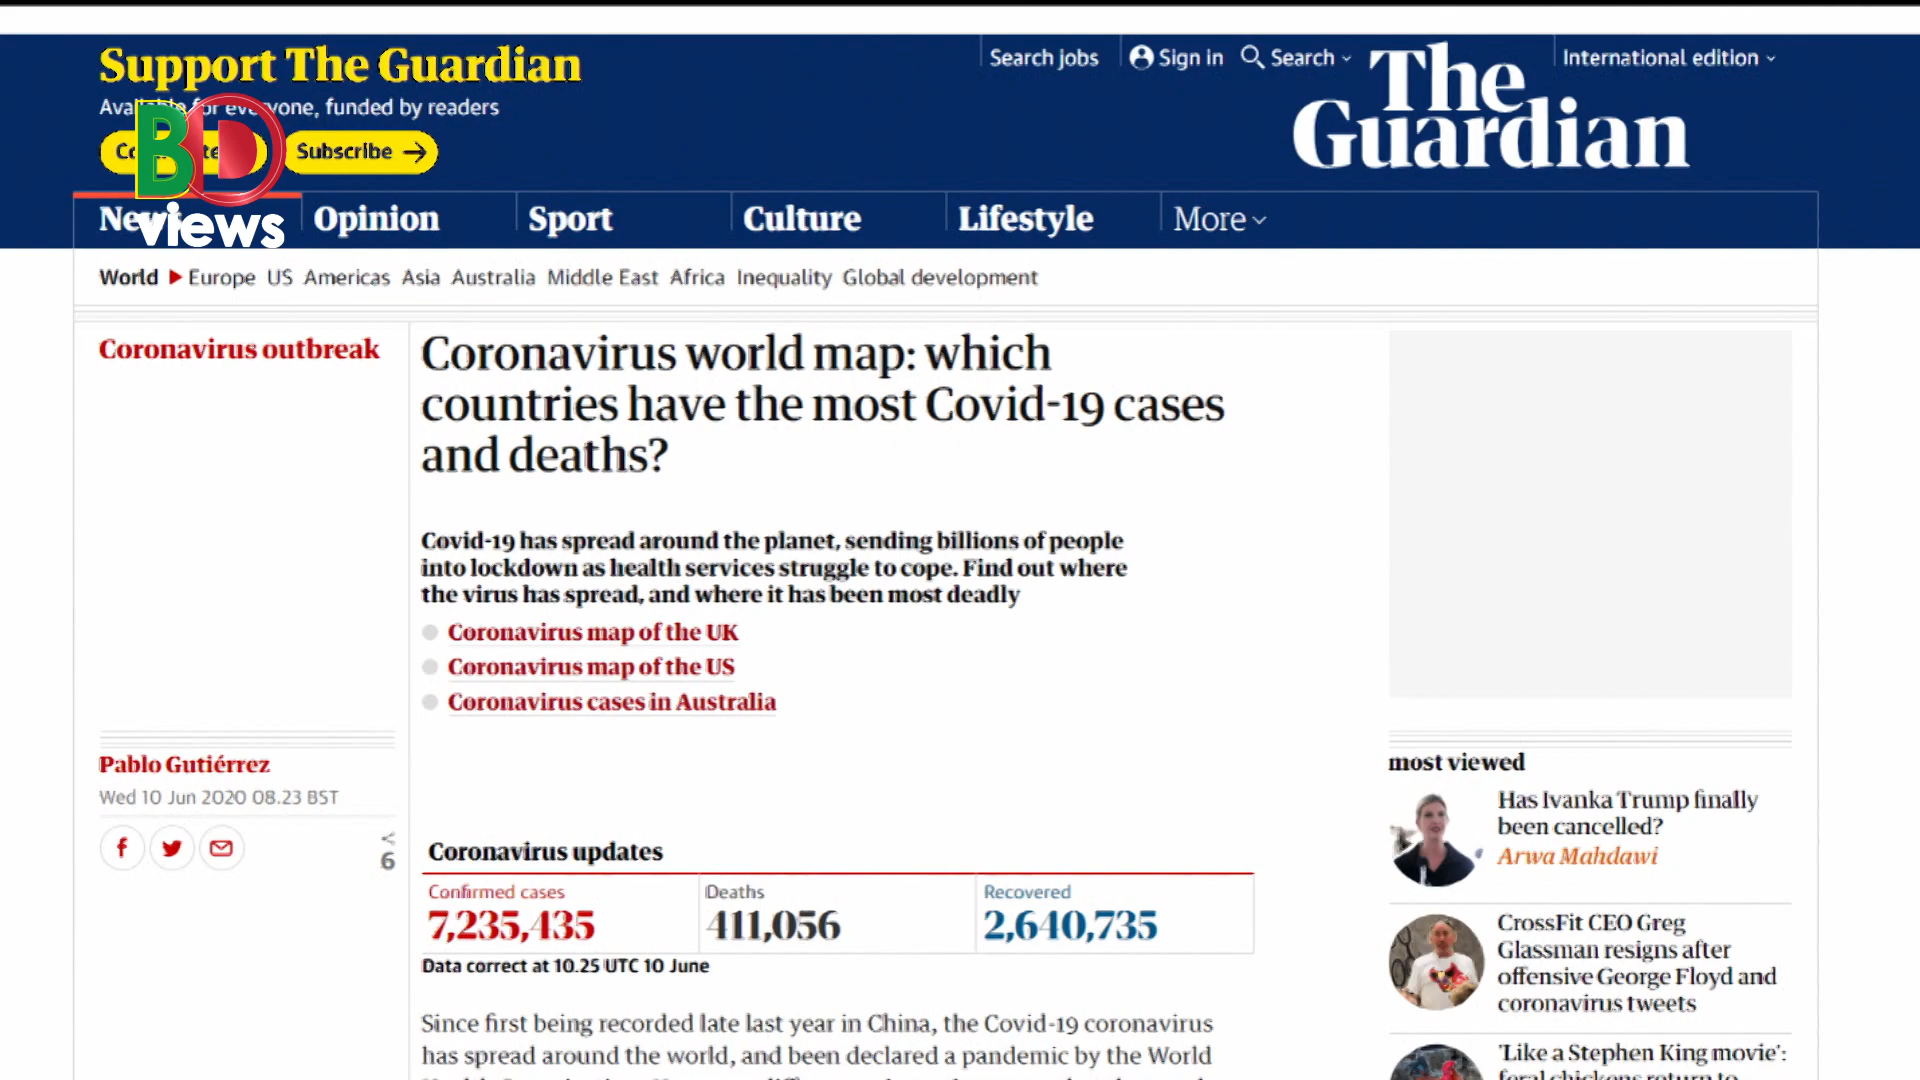 Support The Guardian
Search jobs
Sign in
Search
International edition
The
Guardian
for everyone, funded by readers
Subscribe →
BD
views
Opinion
Sport
Culture
Lifestyle
More
World
Europe US Americas Asia Australia Middle East Africa Inequality Global development
Coronavirus outbreak
Coronavirus world map: which
countries have the most Covid-19 cases
and deaths?
Covid-19 has spread around the planet, sending billions of people
into lockdown as health services struggle to cope. Find out where
the virus has spread, and where it has been most deadly
Coronavirus map of the UK
Coronavirus map of the US
Coronavirus cases in Australia
Pablo Gutiérrez
Wed 10 Jun 2020 08.23 BST
6
Coronavirus updates
Confirmed cases
7,235,435
Deaths
411,056
Recovered
2,640,735
Data correct at 10.25 UTC 10 June
Since first being recorded late last year in China, the Covid-19 coronavirus
has spread around the world, and been declared a pandemic by the World
most viewed
Has Ivanka Trump finally
been cancelled?
Arwa Mahdawi
CrossFit CEO Greg
Glassman resigns after
offensive George Floyd and
coronavirus tweets
'Like a Stephen King movie':
feral chickens return to